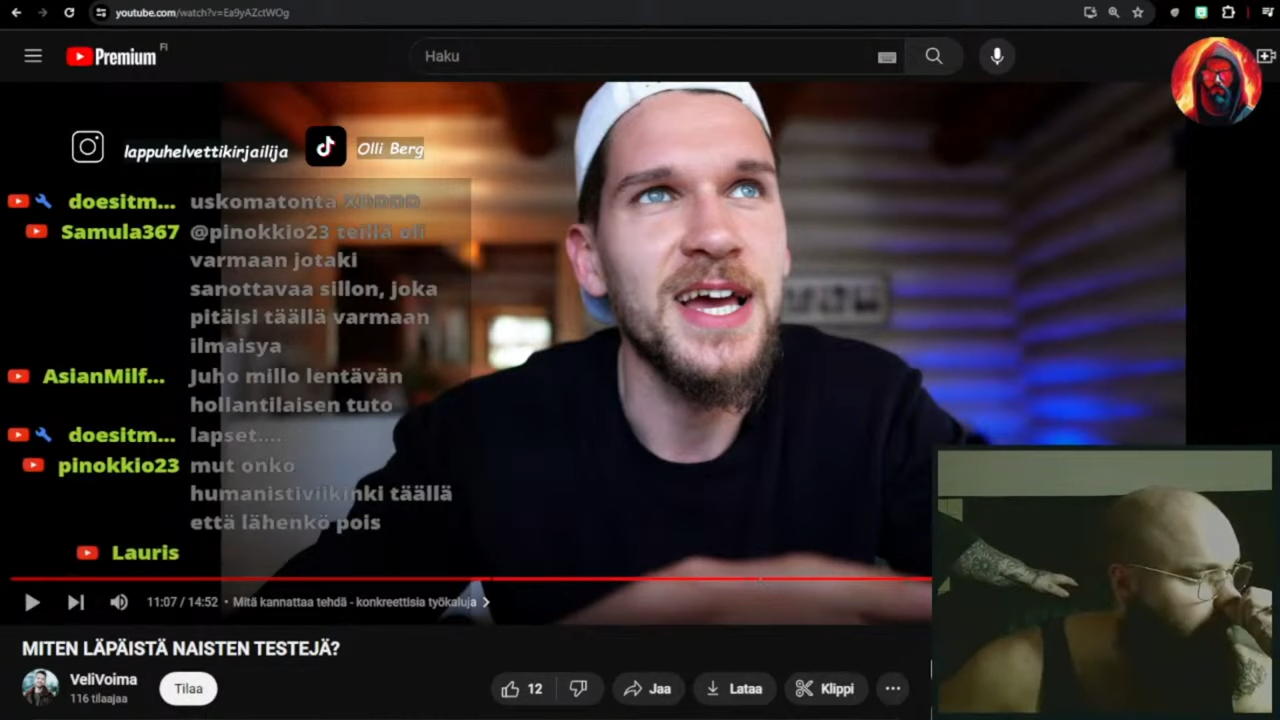 youtube.com/watch?v=Ea9yAZctWOg
Premium FI
Haku
lappuhelvettikirjailija
Olli Berg
doesitm... uskomatonta XDDDD
Samula367 @pinokkio23 teillä oli
varmaan jotaki
sanottavaa sillon, joka
pitäisi täällä varmaan
ilmaisya
AsianMilf... Juho millo lentävän
hollantilaisen tuto
doesitm... lapset....
pinokkio23 mut onko
humanistiviikinki täällä
että lähenkö pois
Lauris
11:07 / 14:52 • Mitä kannattaa tehdä - konkreettisia työkaluja >
MITEN LÄPÄISTÄ NAISTEN TESTEJÄ?
VeliVoima
116 tilaajaa
Tilaa
12
Jaa
Lataa
Klippi